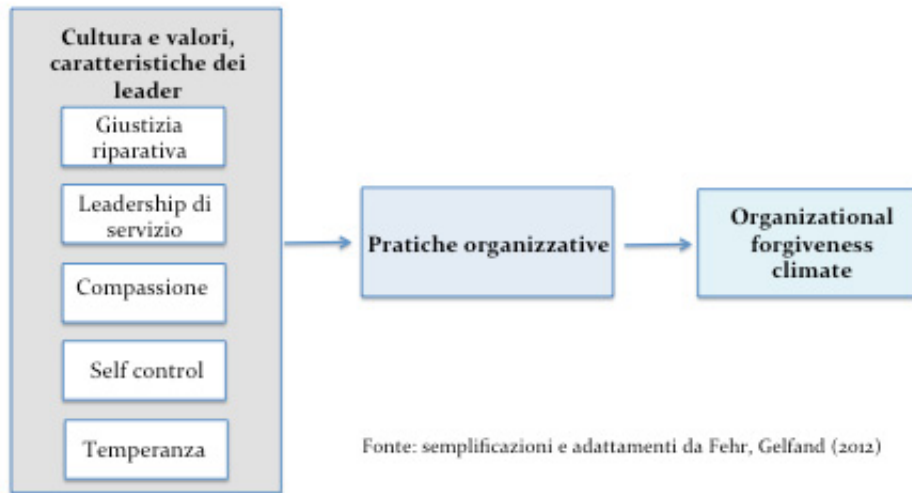 Cultura e valori,
caratteristiche dei
leader
Giustizia
riparativa
Leadership di
servizio
Compassione
Self control
Temperanza
Pratiche organizzative
Organizational
forgiveness
climate
Fonte: semplificazioni e adattamenti da Fehr, Gelfand (2012)